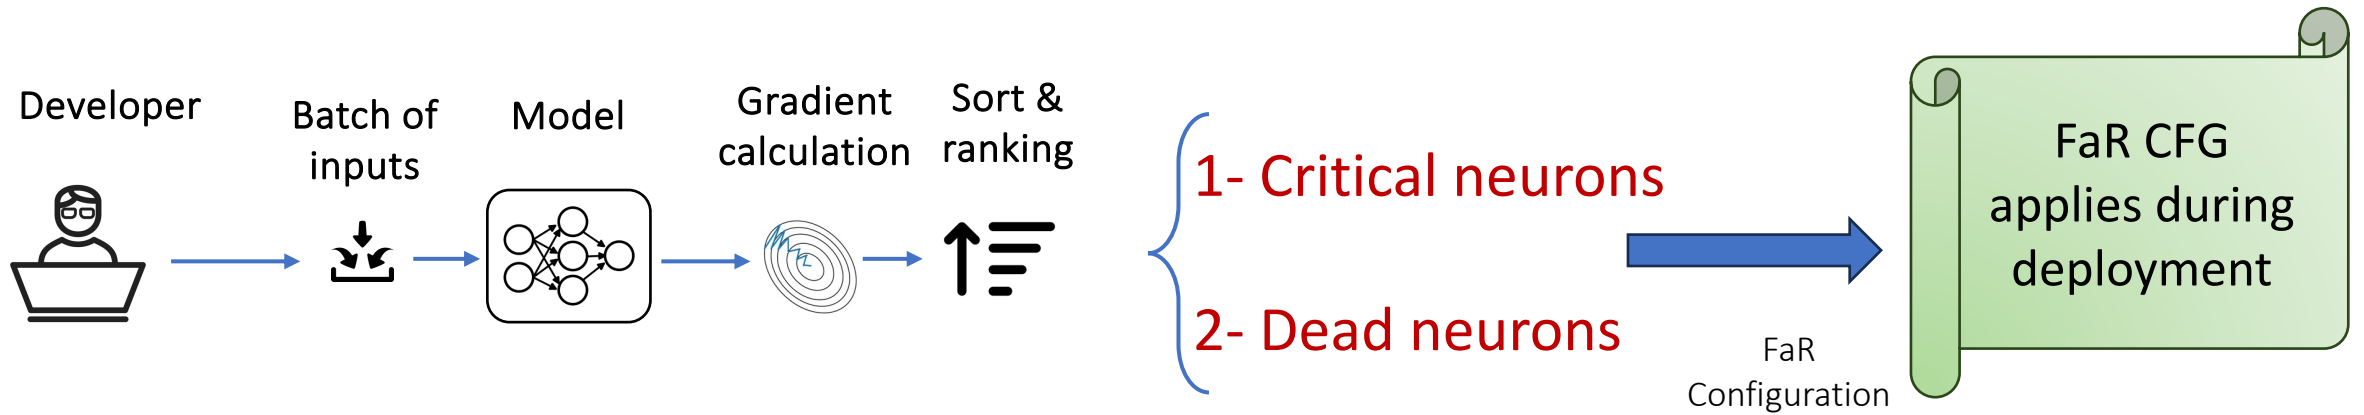 Developer
Batch of
inputs
Model
Gradient
calculation
Sort &
ranking
1- Critical neurons
2- Dead neurons
FaR
Configuration
FaR CFG
applies during
deployment